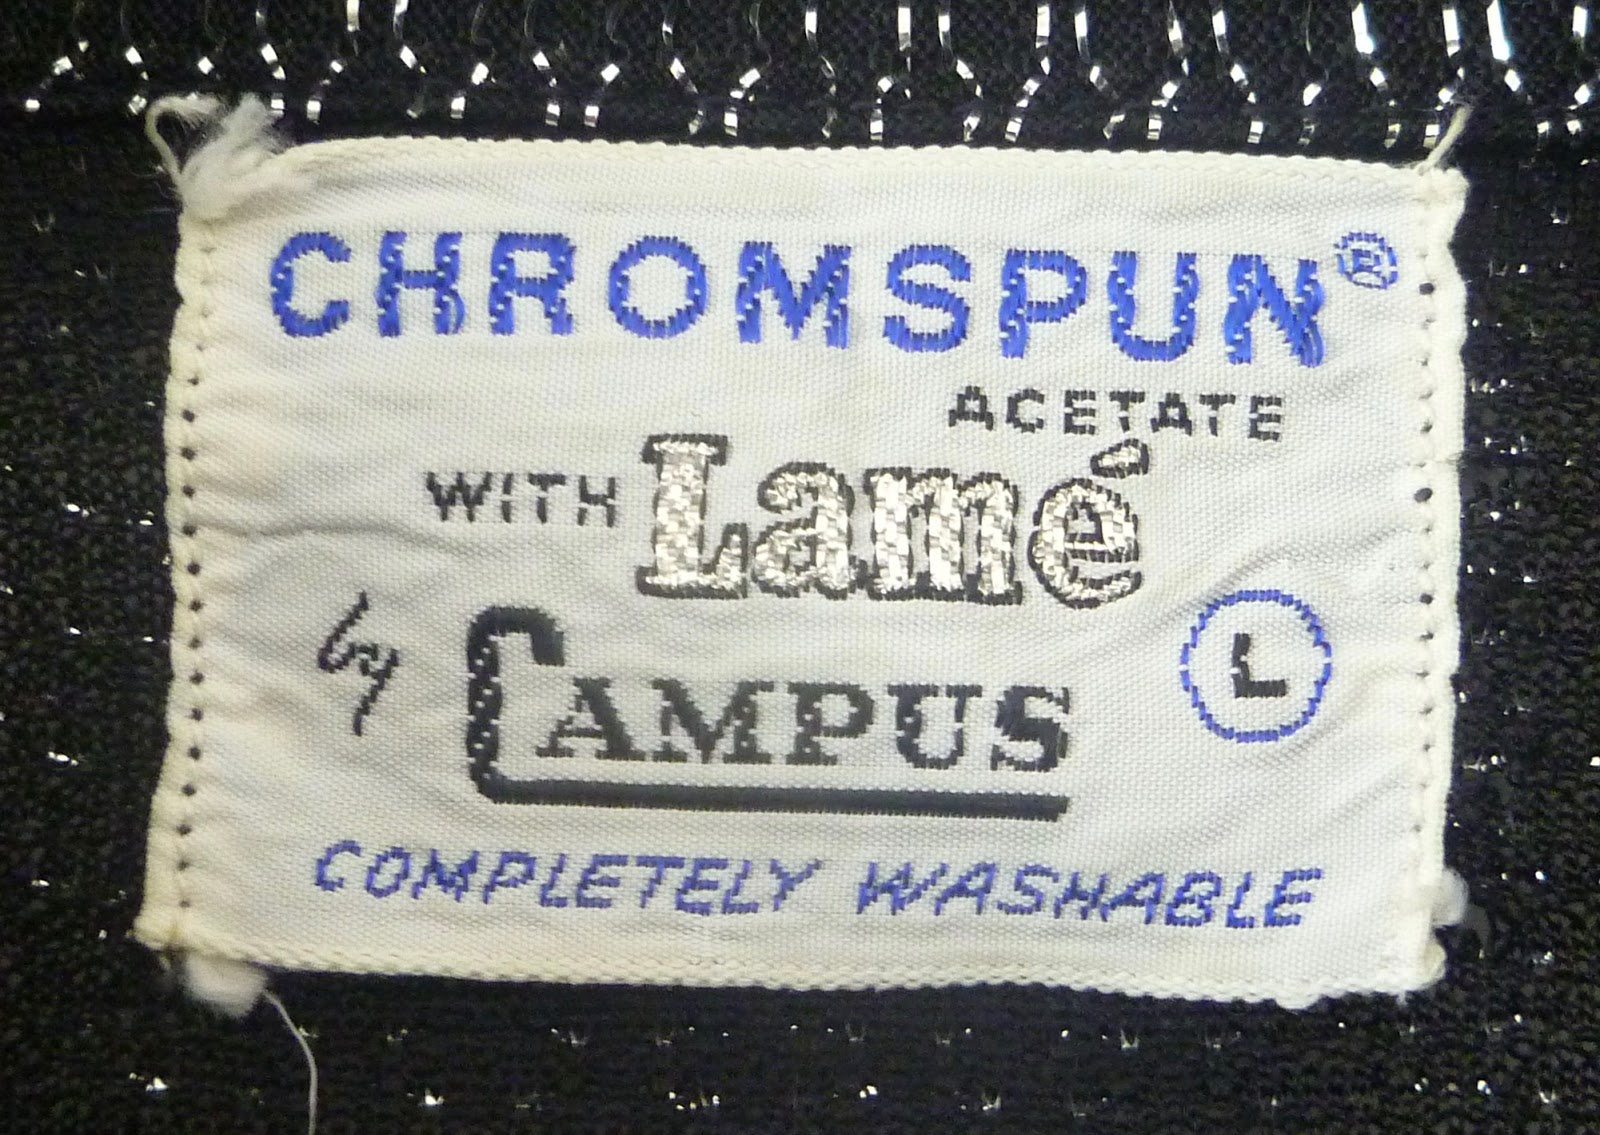 CHROMSPUN®
ACETATE
WITH Lamé
by CAMPUS
L
COMPLETELY WASHABLE